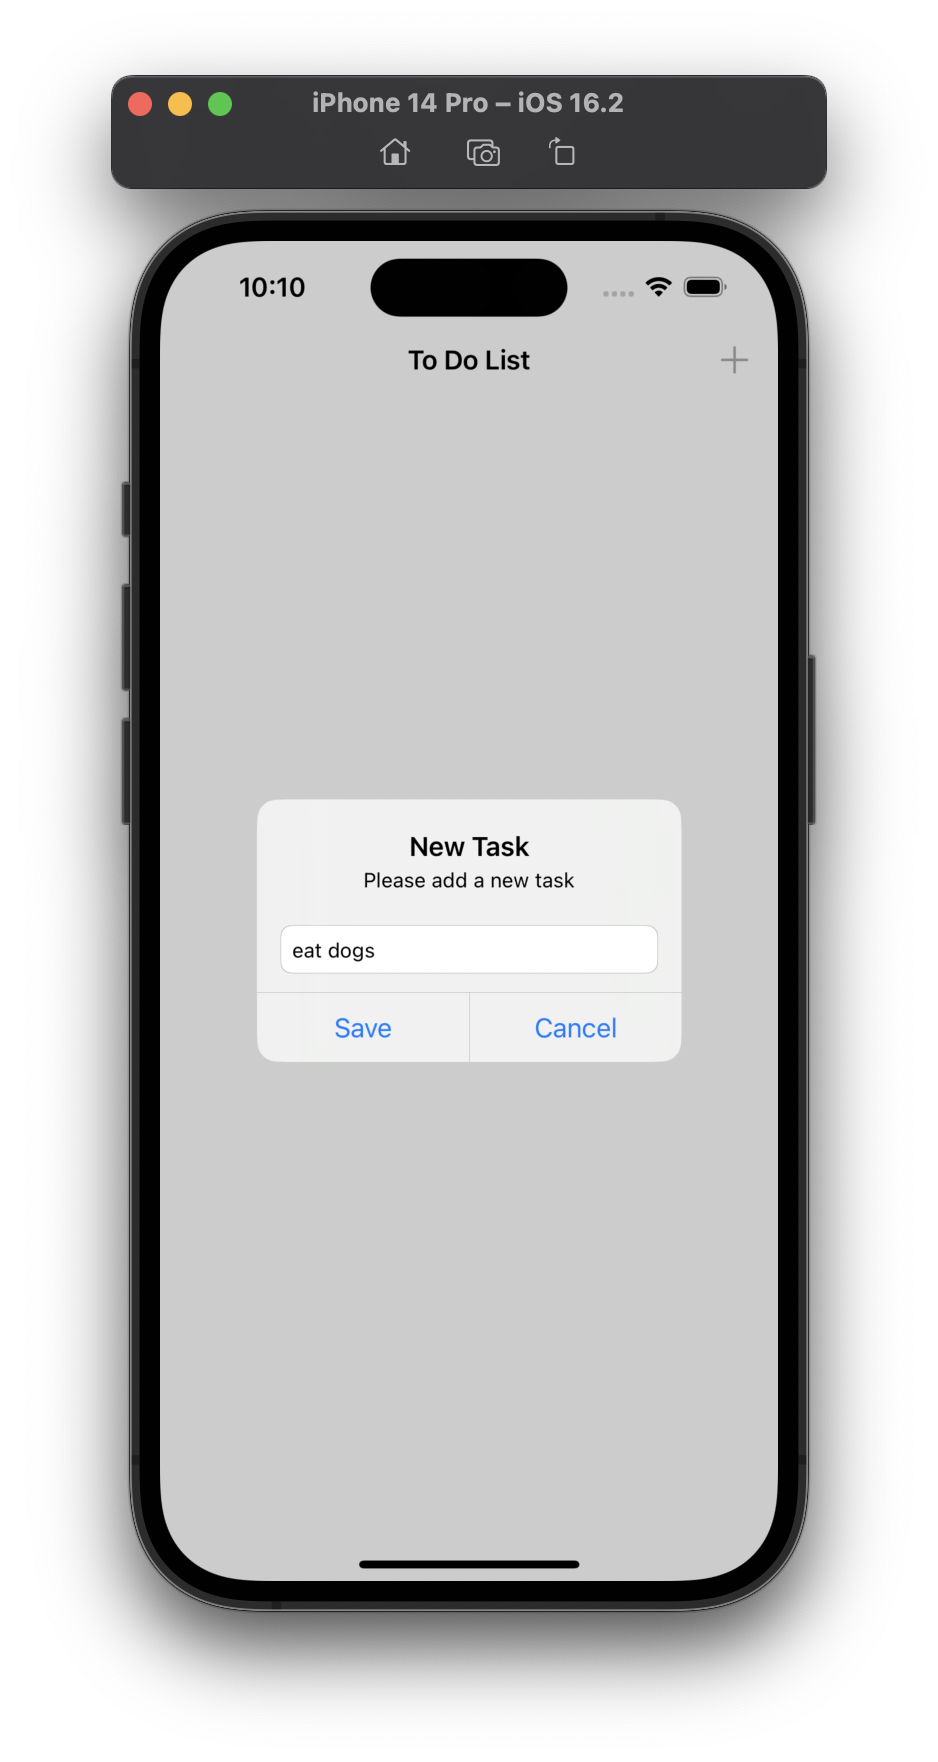 iPhone 14 Pro – iOS 16.2
10:10
To Do List
New Task
Please add a new task
eat dogs
Save
Cancel